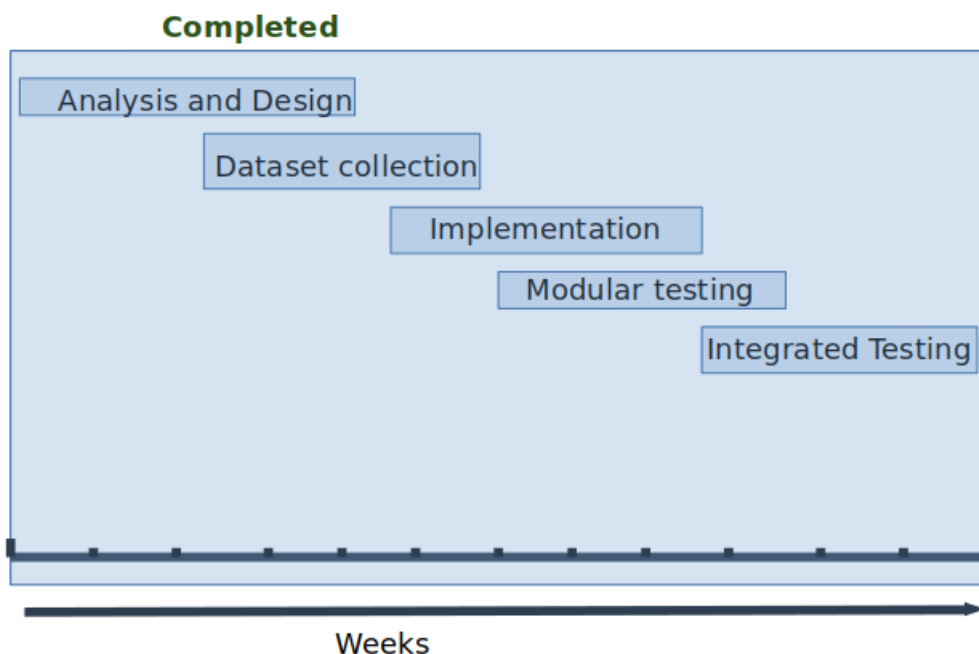 Completed
Analysis and Design
Dataset collection
Implementation
Modular testing
Integrated Testing
Weeks